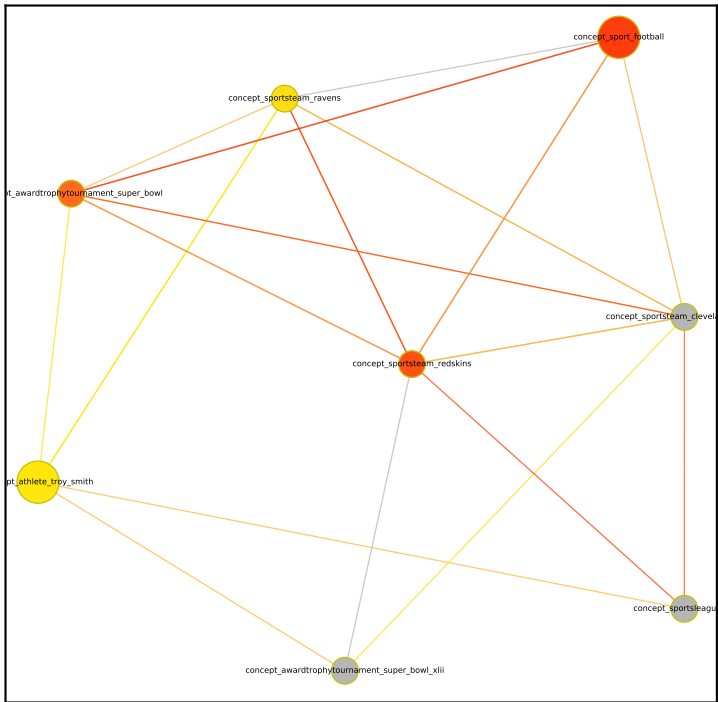 concept_sport_football
concept_sportsteam_ravens
pt_awardtrophytournament_super_bowl
concept_sportsteam_clevela
concept_sportsteam_redskins
pt_athlete_troy_smith
concept_sportsleagu
concept_awardtrophytournament_super_bowl_xlii